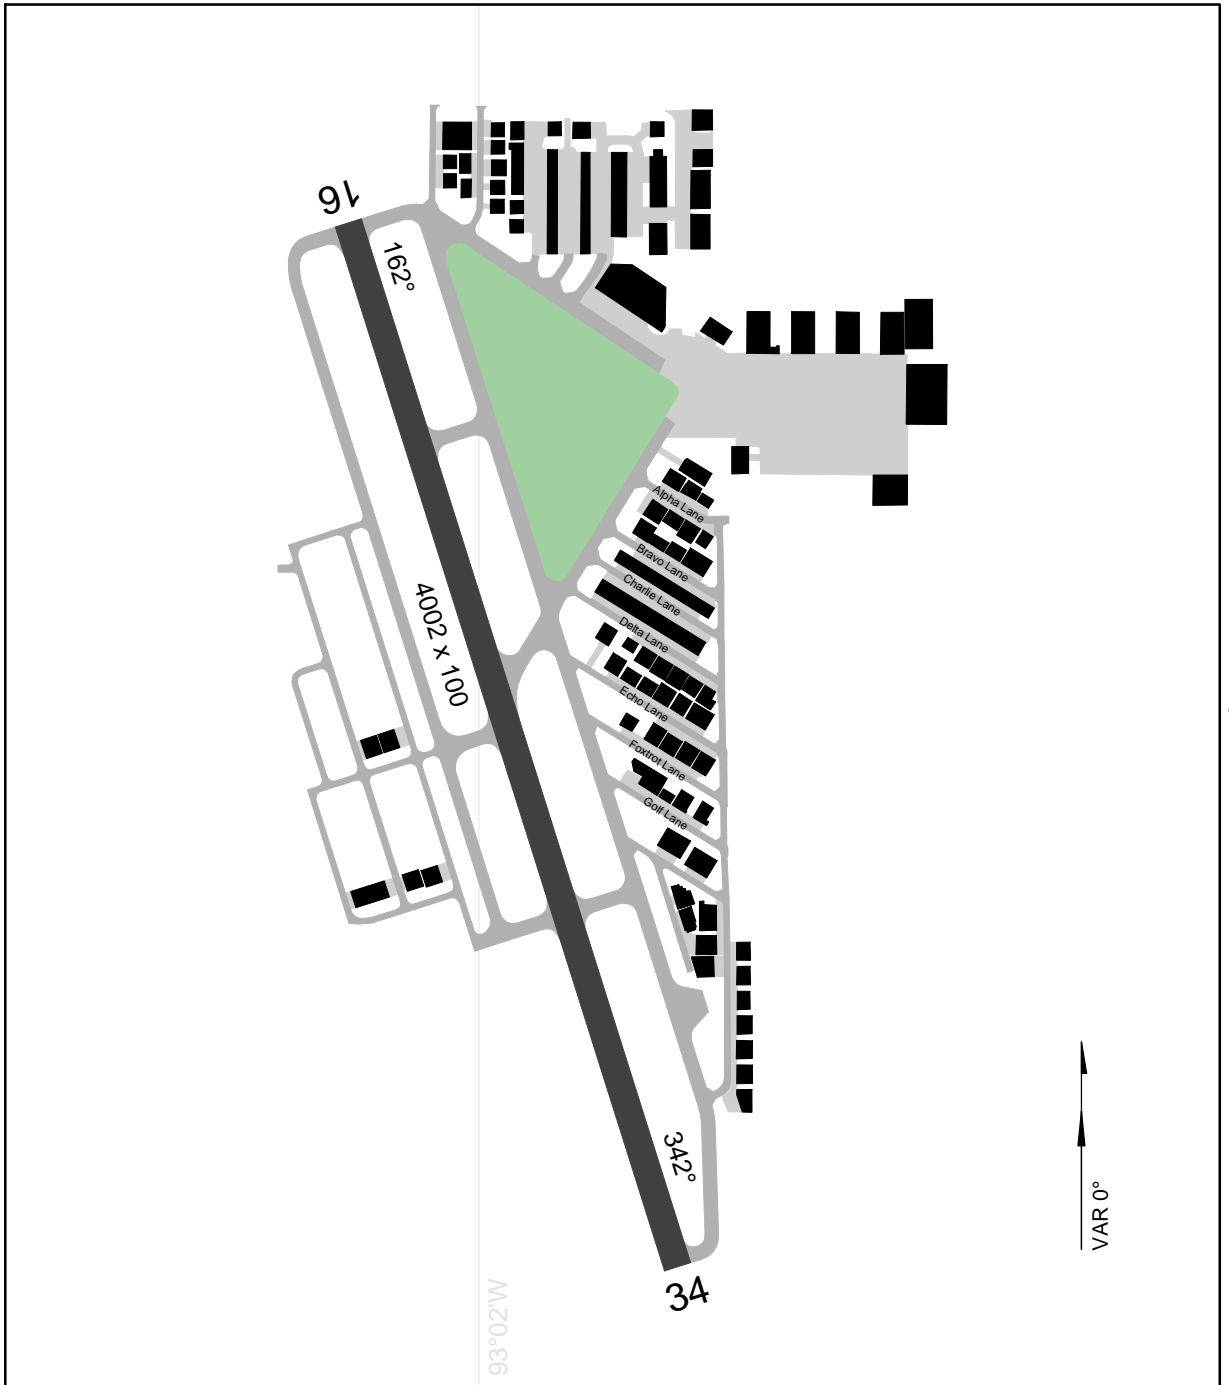 16
162°
4002 x 100
Alpha Lane
Bravo Lane
Charlie Lane
Delta Lane
Echo Lane
Foxtrot Lane
Golf Lane
342°
34
VAR 0°
93°02'W